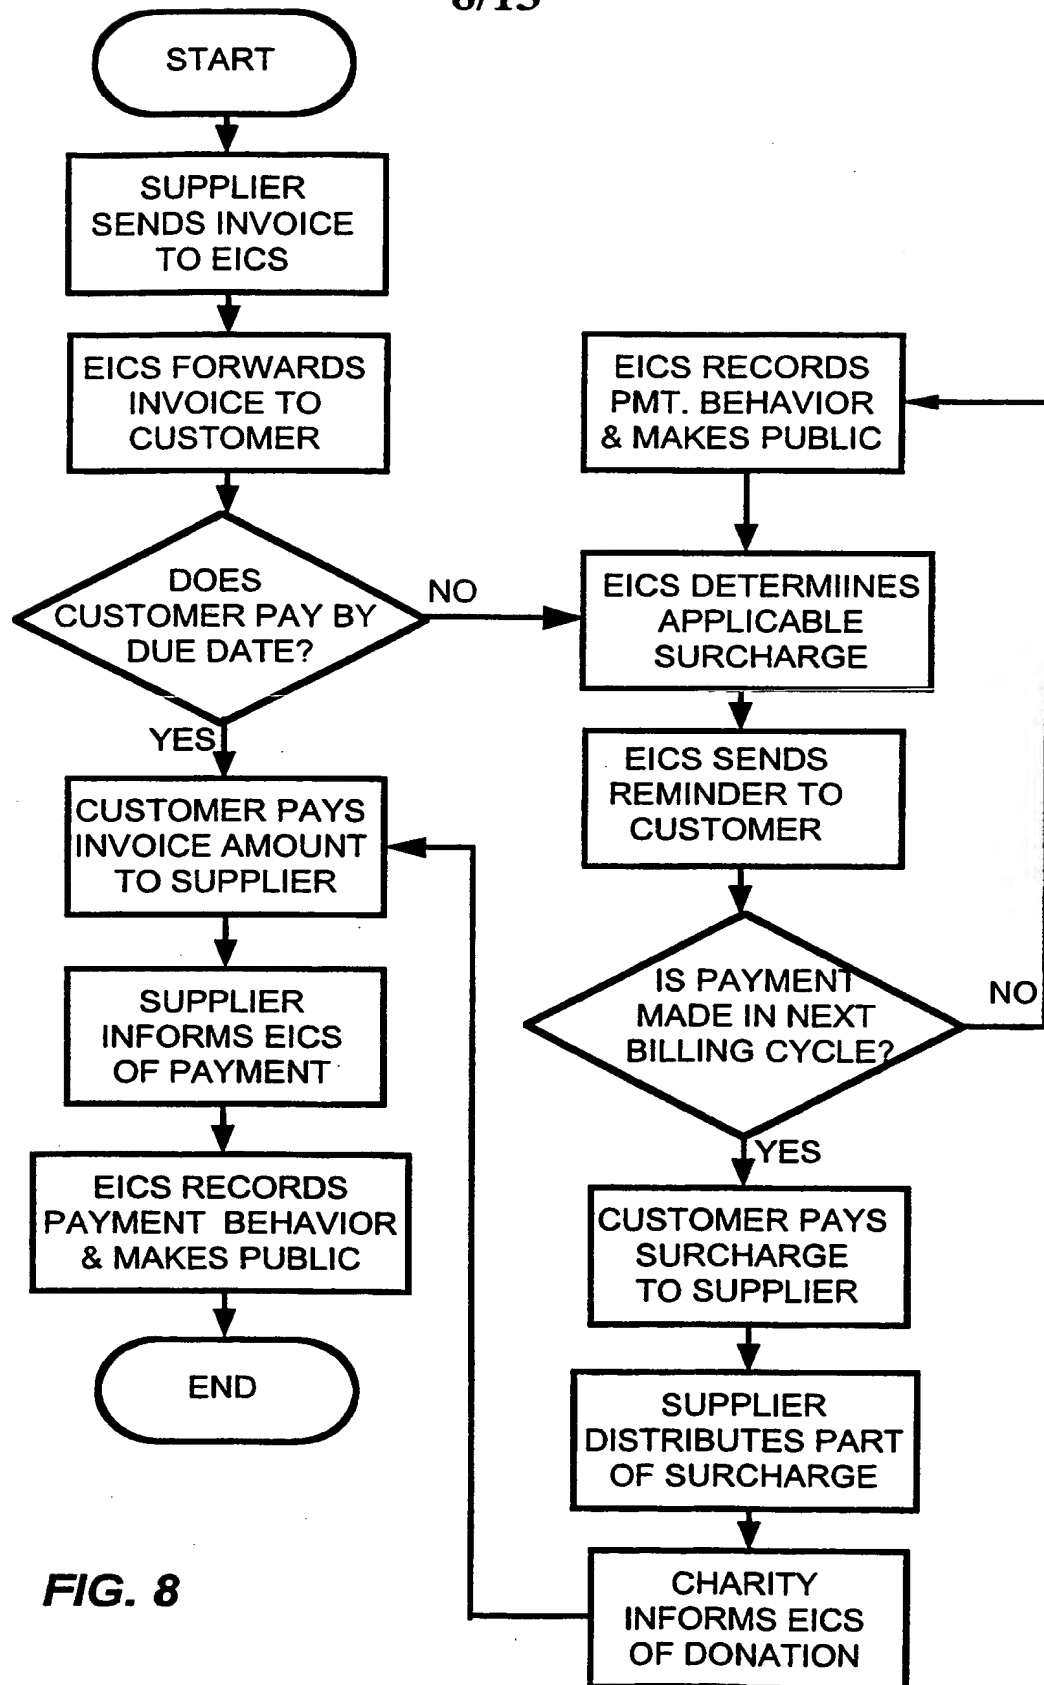 START
SUPPLIER
SENDS INVOICE
TO EICS
EICS FORWARDS
INVOICE TO
CUSTOMER
DOES
CUSTOMER PAY BY
DUE DATE?
NO
YES
CUSTOMER PAYS
INVOICE AMOUNT
TO SUPPLIER
SUPPLIER
INFORMS EICS
OF PAYMENT
EICS RECORDS
PAYMENT BEHAVIOR
& MAKES PUBLIC
END
EICS RECORDS
PMT. BEHAVIOR
& MAKES PUBLIC
EICS DETERMIINES
APPLICABLE
SURCHARGE
EICS SENDS
REMINDER TO
CUSTOMER
IS PAYMENT
MADE IN NEXT
BILLING CYCLE?
NO
YES
CUSTOMER PAYS
SURCHARGE
TO SUPPLIER
SUPPLIER
DISTRIBUTES PART
OF SURCHARGE
CHARITY
INFORMS EICS
OF DONATION
FIG. 8